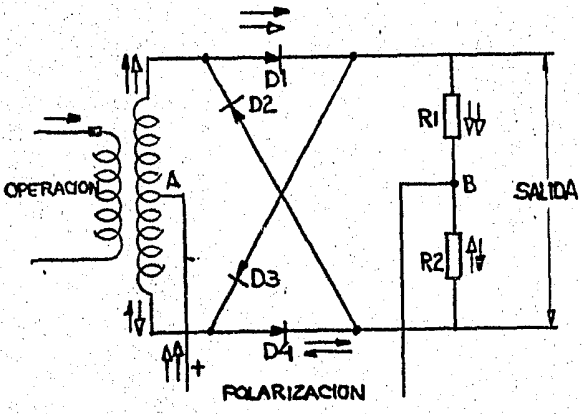 D1
D2
R1
A
OPERACION
B
SALIDA
R2
D3
D4
+
POLARIZACION